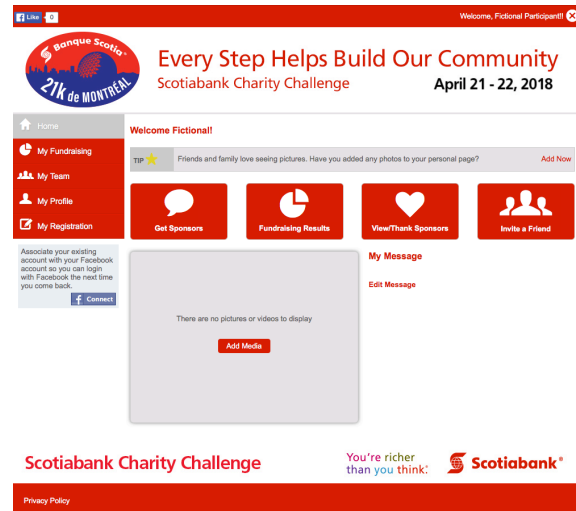 Like 0
Welcome, Fictional Participant!!
Banque Scotia
21k de MONTRÉAL
Every Step Helps Build Our Community
Scotiabank Charity Challenge
April 21 - 22, 2018
Home
My Fundraising
My Team
My Profile
My Registration
Associate your existing
account with your Facebook
account so you can login
with Facebook the next time
you come back.
Connect
Welcome Fictional!
TIP
Friends and family love seeing pictures. Have you added any photos to your personal page?
Add Now
Get Sponsors
Fundraising Results
View/Thank Sponsors
Invite a Friend
There are no pictures or videos to display
Add Media
My Message
Edit Message
Scotiabank Charity Challenge
You're richer
than you think.
Scotiabank®
Privacy Policy